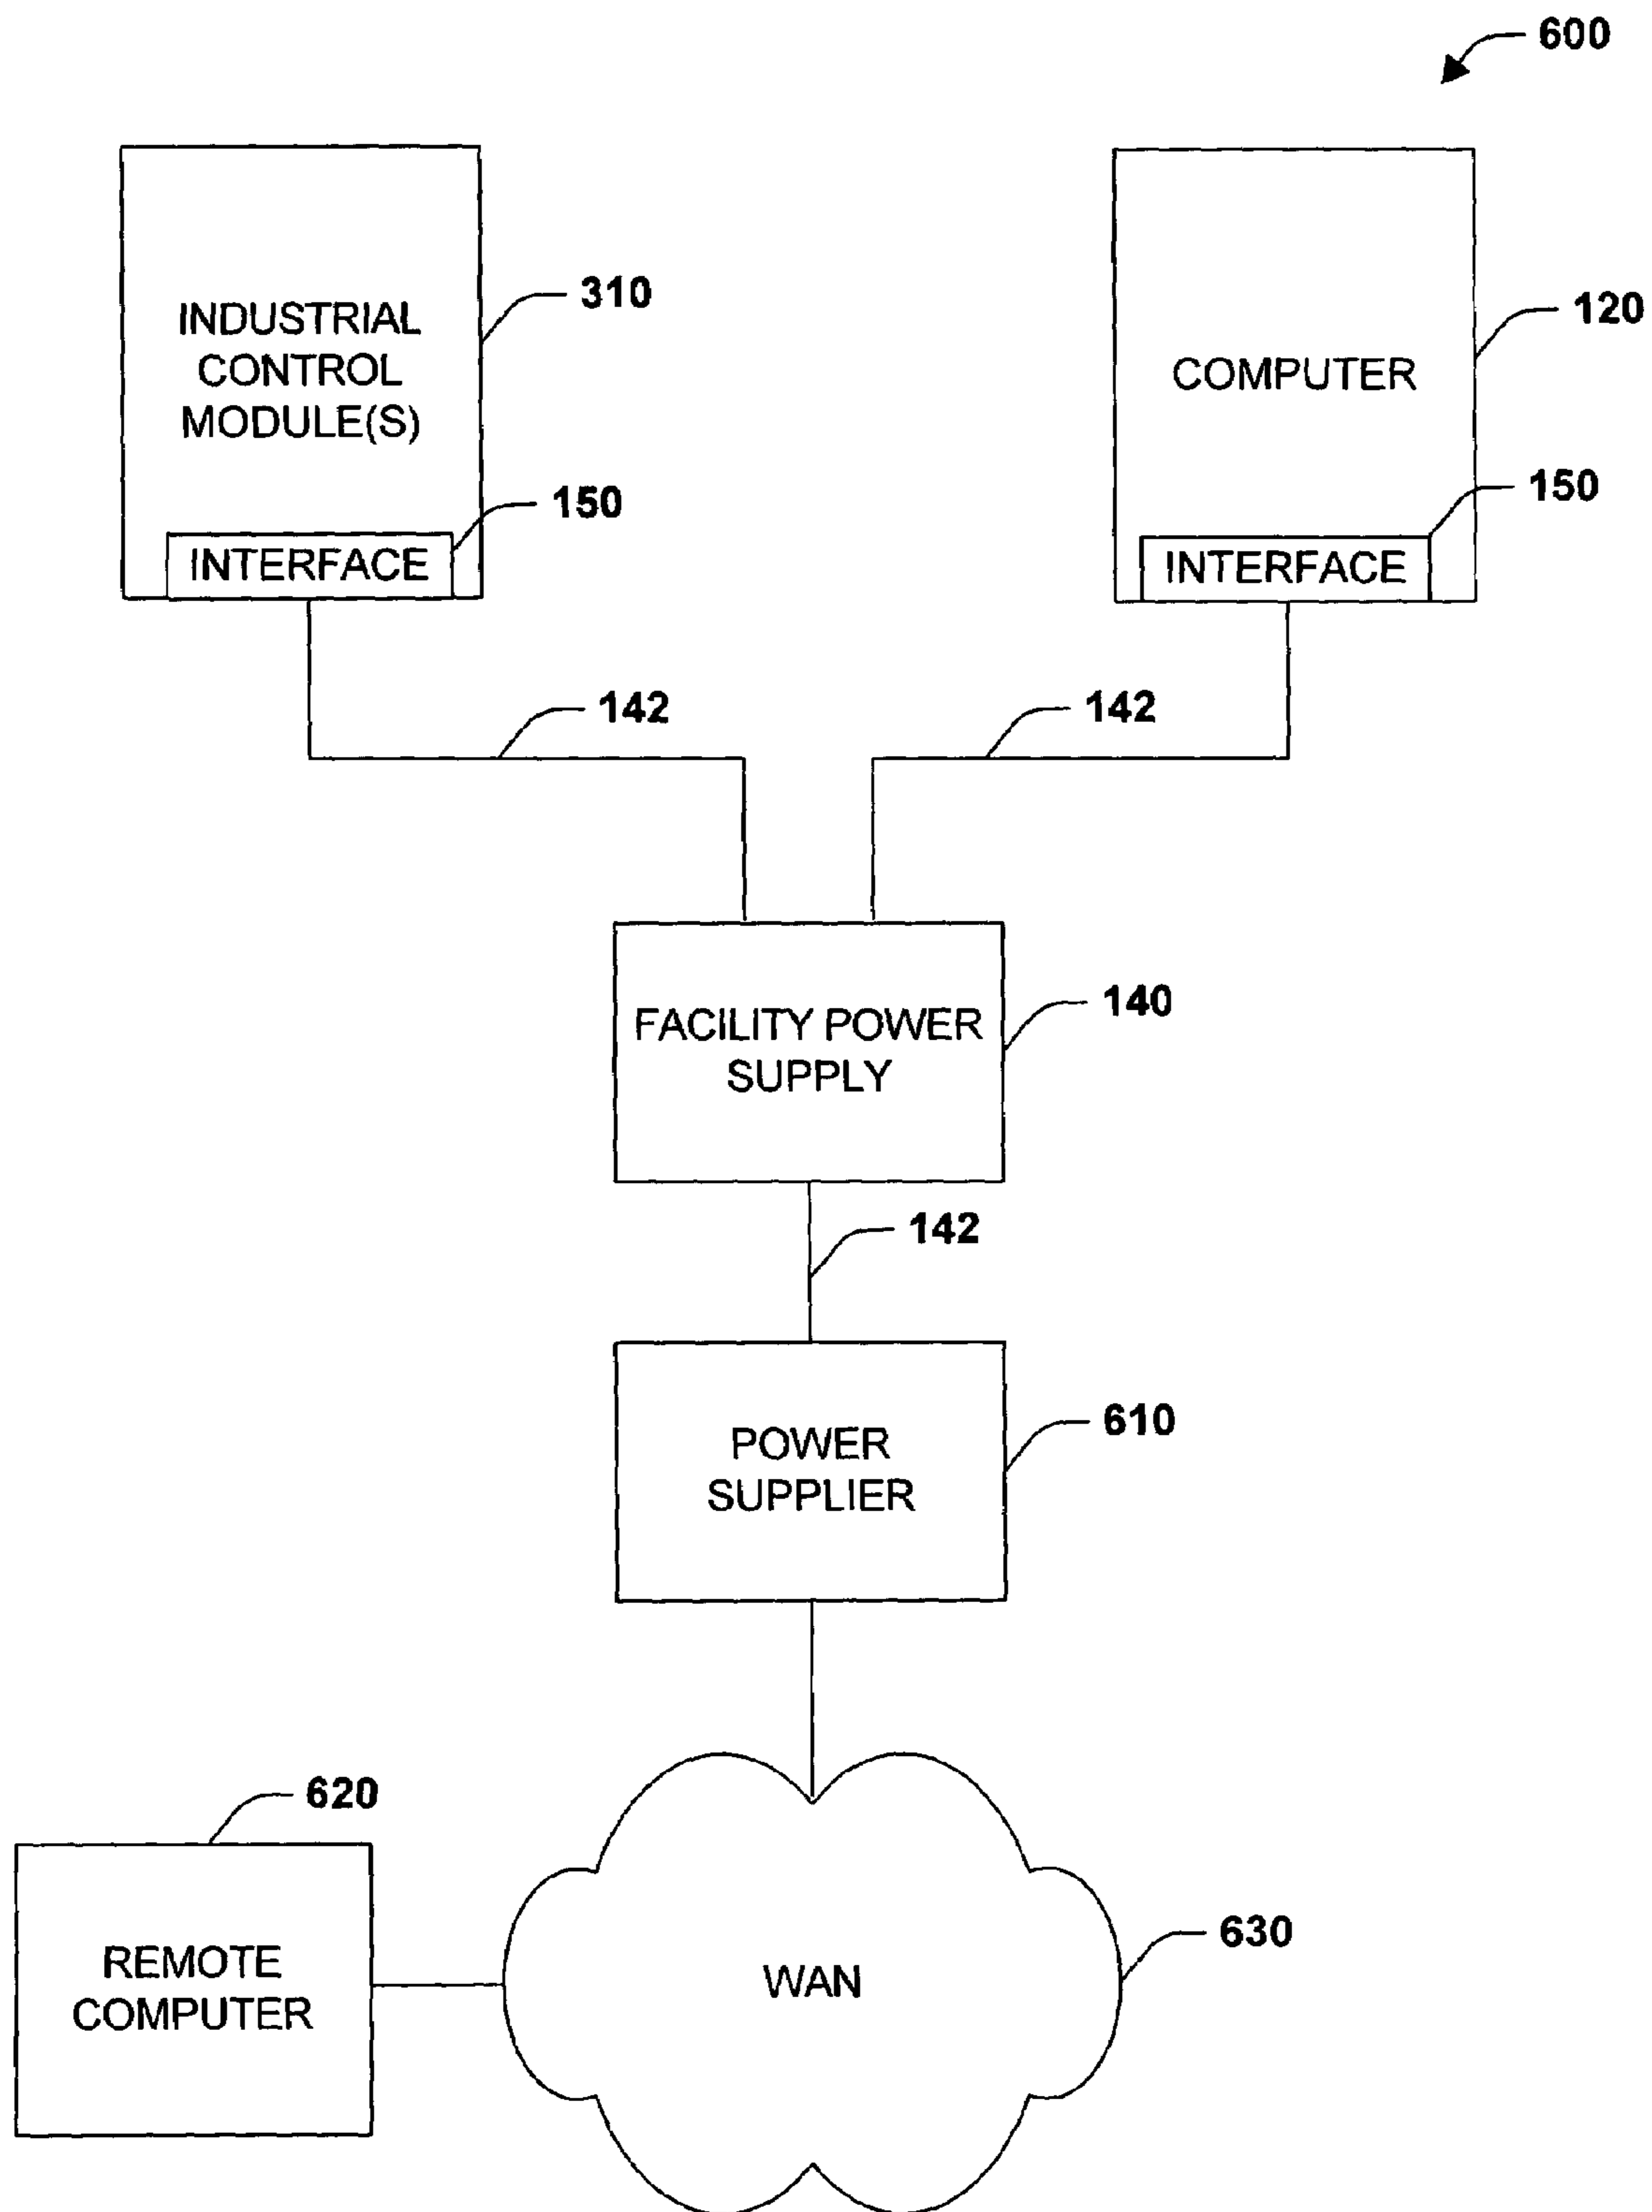 600
INDUSTRIAL
CONTROL
MODULE(S)
310
COMPUTER
120
150
INTERFACE
150
INTERFACE
142
142
FACILITY POWER
SUPPLY
140
142
POWER
SUPPLIER
610
620
REMOTE
COMPUTER
WAN
630